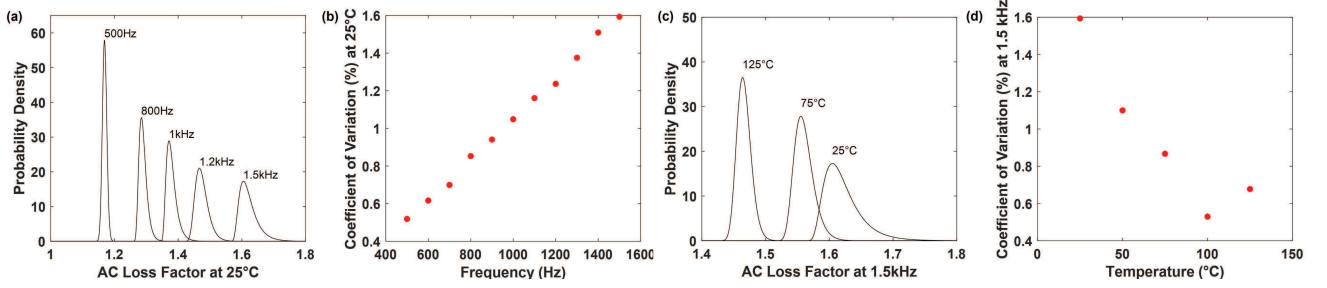 (a)
Probability Density
60
50
40
30
20
10
0
500Hz
800Hz
1kHz
1.2kHz
1.5kHz
1 1.2 1.4 1.6 1.8
AC Loss Factor at 25°C
(b)
Coefficient of Variation (%) at 25°C
1.6
1.4
1.2
1
0.8
0.6
0.4
400 600 800 1000 1200 1400 1600
Frequency (Hz)
(c)
Probability Density
50
40
30
20
10
0
125°C
75°C
25°C
1.4 1.5 1.6 1.7 1.8
AC Loss Factor at 1.5kHz
(d)
Coefficient of Variation (%) at 1.5 kHz
1.6
1.4
1.2
1
0.8
0.6
0.4
0 50 100 150
Temperature (°C)